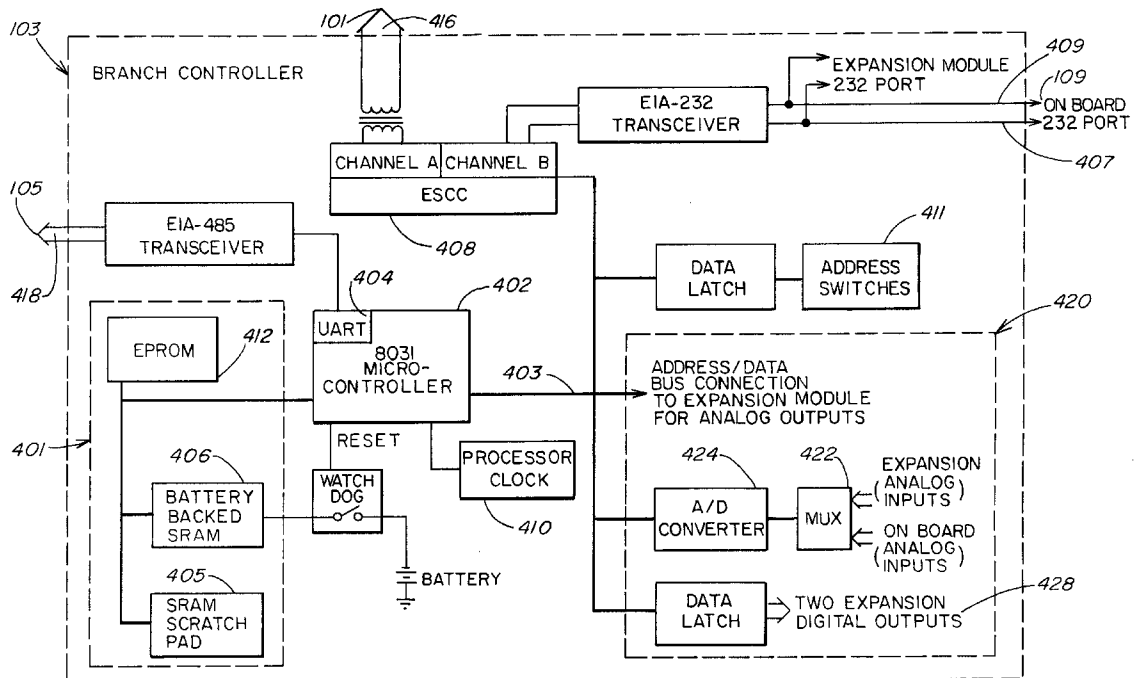 101
416
103
BRANCH CONTROLLER
EXPANSION MODULE
232 PORT
409
109
ON BOARD
232 PORT
407
EIA-232
TRANSCEIVER
CHANNEL A
CHANNEL B
ESCC
408
105
EIA-485
TRANSCEIVER
418
DATA
LATCH
ADDRESS
SWITCHES
411
404
402
UART
8031
MICRO-
CONTROLLER
403
420
ADDRESS/DATA
BUS CONNECTION
TO EXPANSION MODULE
FOR ANALOG OUTPUTS
EPROM
412
401
RESET
406
BATTERY
BACKED
SRAM
WATCH
DOG
PROCESSOR
CLOCK
410
BATTERY
405
SRAM
SCRATCH
PAD
424
A/D
CONVERTER
422
MUX
EXPANSION
(ANALOG)
INPUTS
ON BOARD
(ANALOG)
INPUTS
DATA
LATCH
TWO EXPANSION
DIGITAL OUTPUTS
428